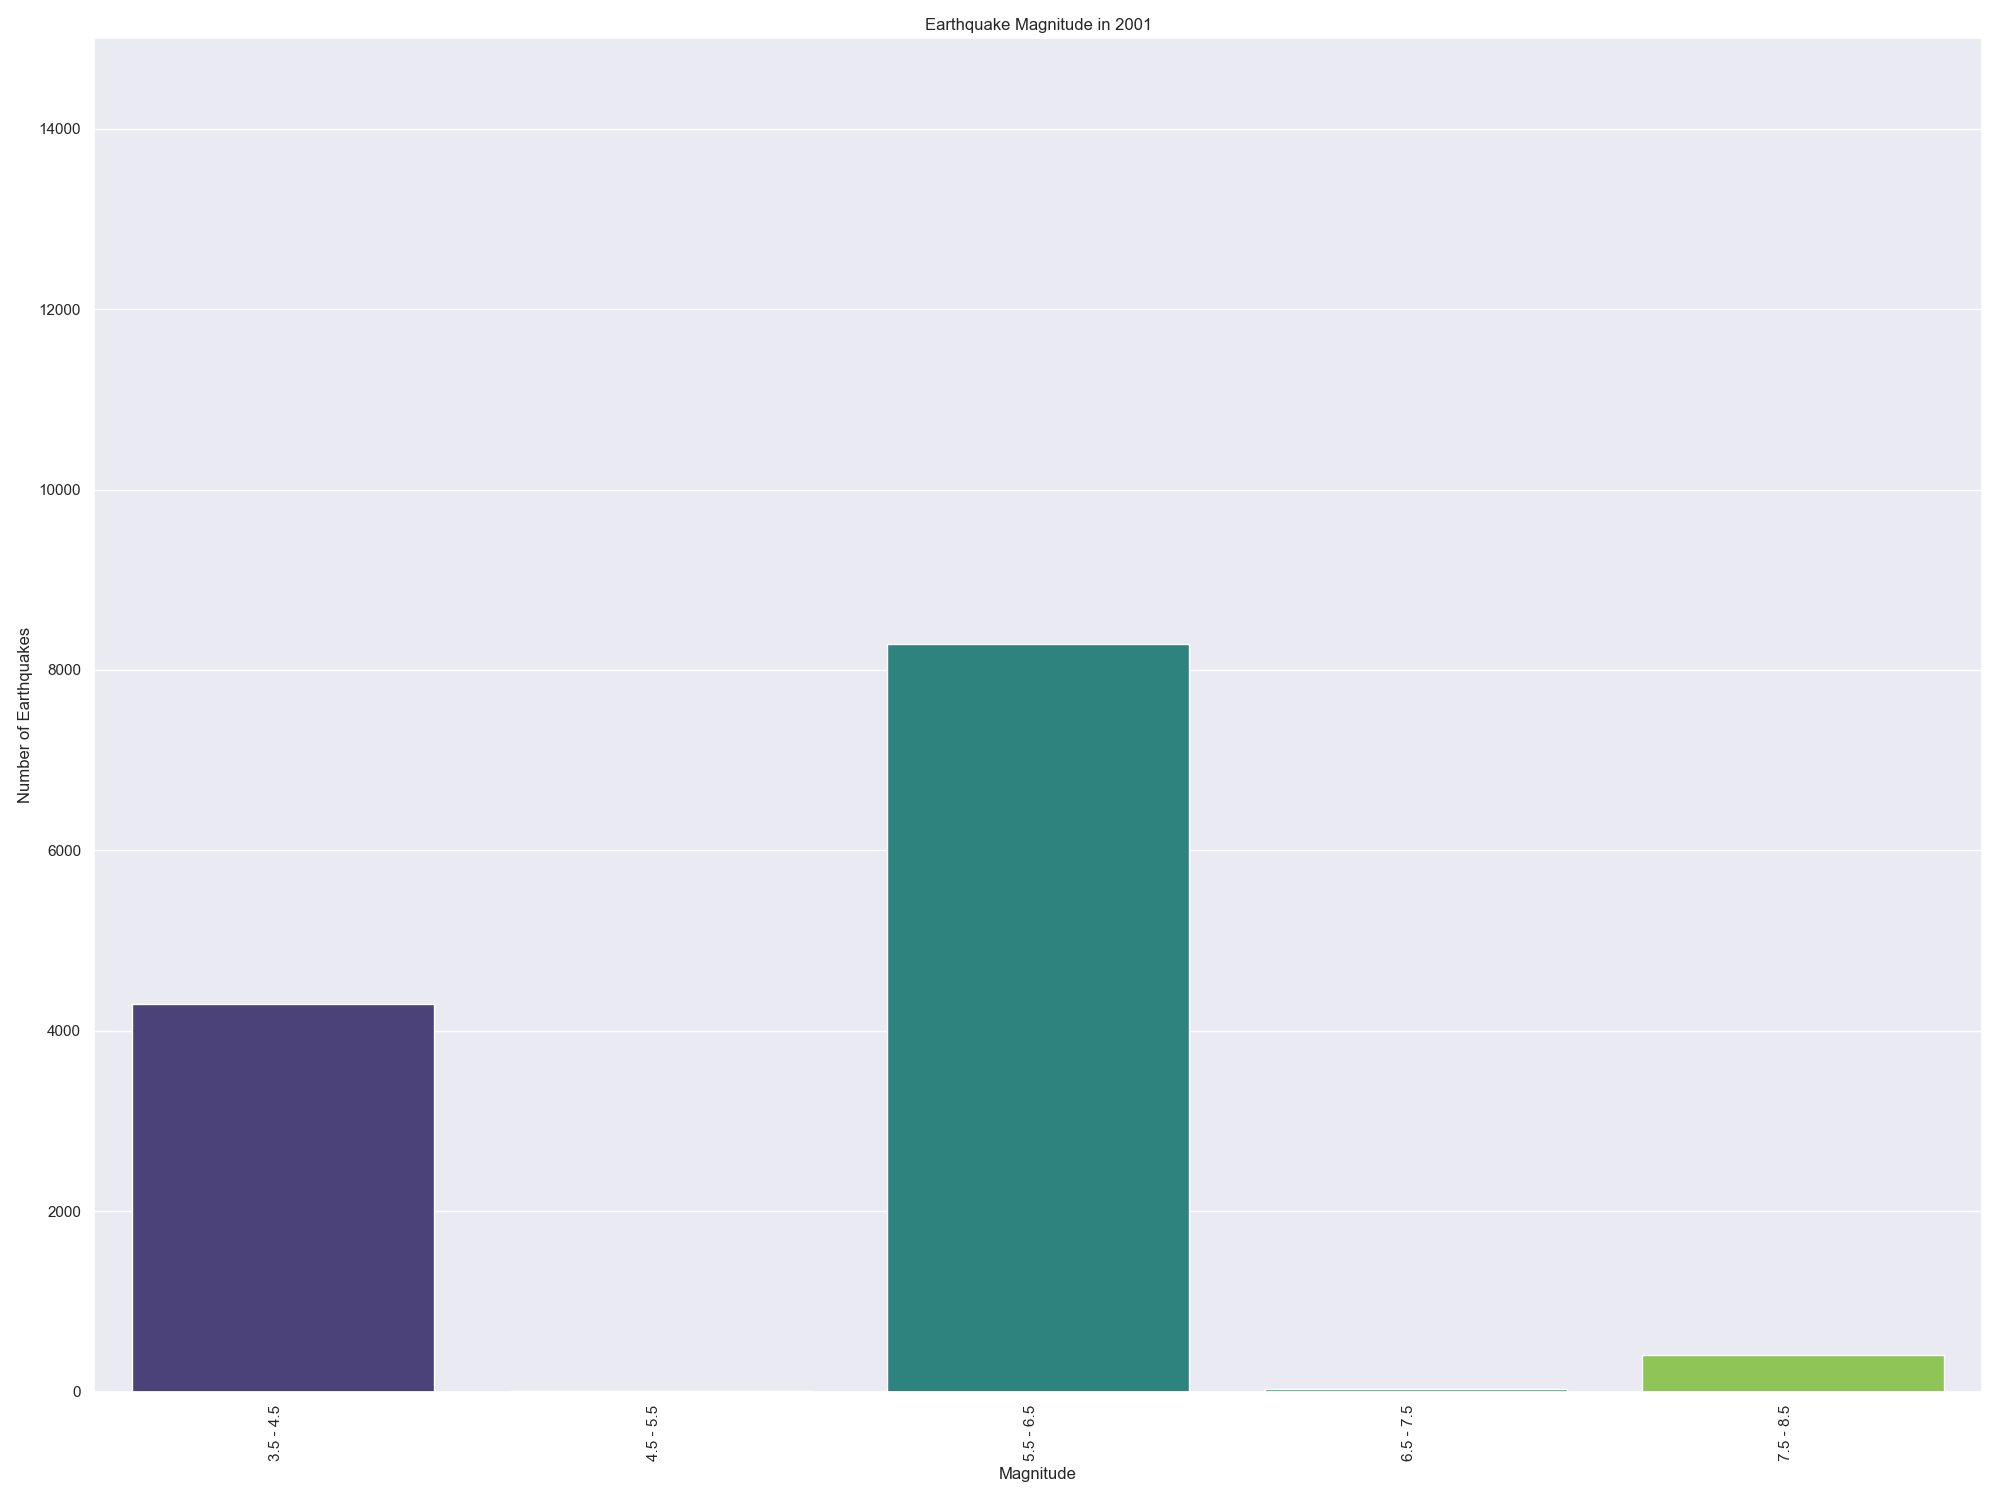 Earthquake Magnitude in 2001
14000
12000
10000
8000
6000
4000
2000
0
Number of Earthquakes
3.5 - 4.5
4.5 - 5.5
5.5 - 6.5
6.5 - 7.5
7.5 - 8.5
Magnitude